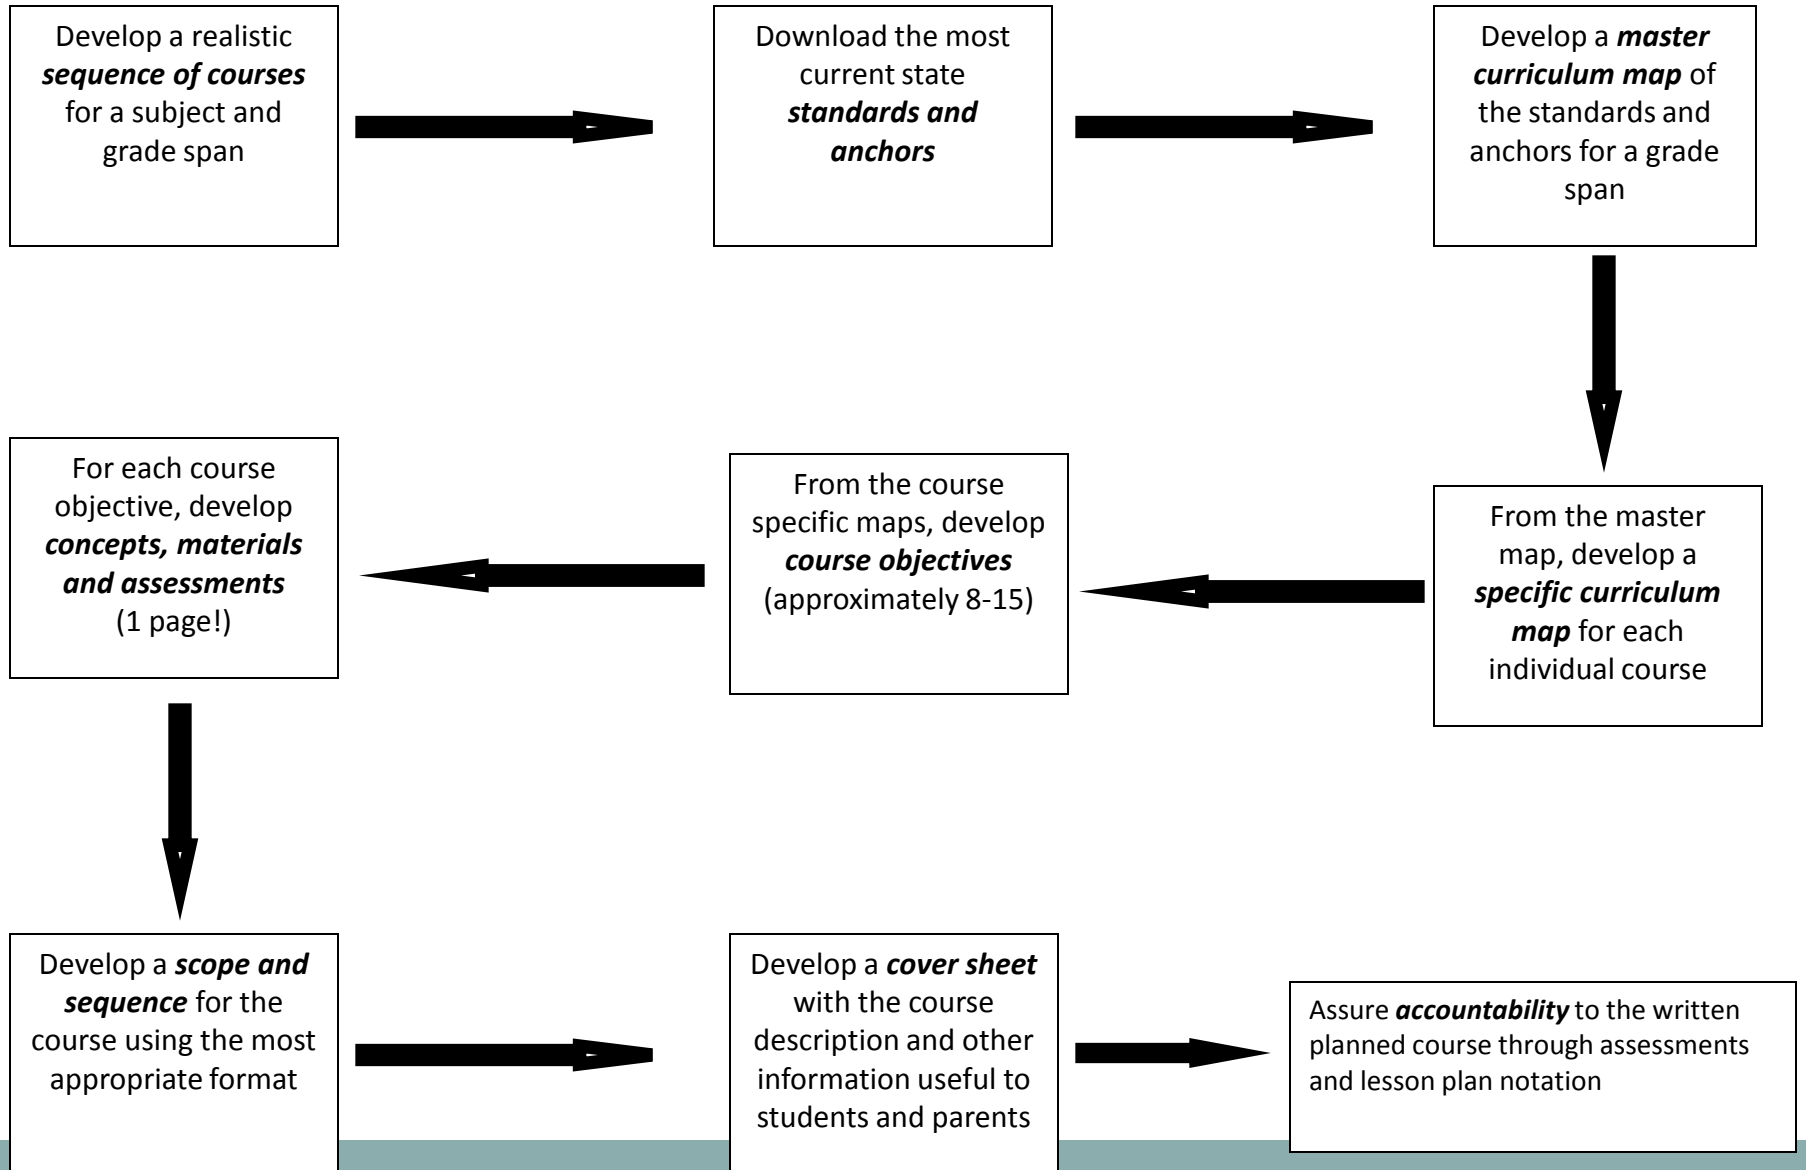 Develop a realistic
sequence of courses
for a subject and
grade span
Download the most
current state
standards and
anchors
Develop a master
curriculum map of
the standards and
anchors for a grade
span
From the master
map, develop a
specific curriculum
map for each
individual course
From the course
specific maps, develop
course objectives
(approximately 8-15)
For each course
objective, develop
concepts, materials
and assessments
(1 page!)
Develop a scope and
sequence for the
course using the most
appropriate format
Develop a cover sheet
with the course
description and other
information useful to
students and parents
Assure accountability to the written
planned course through assessments
and lesson plan notation